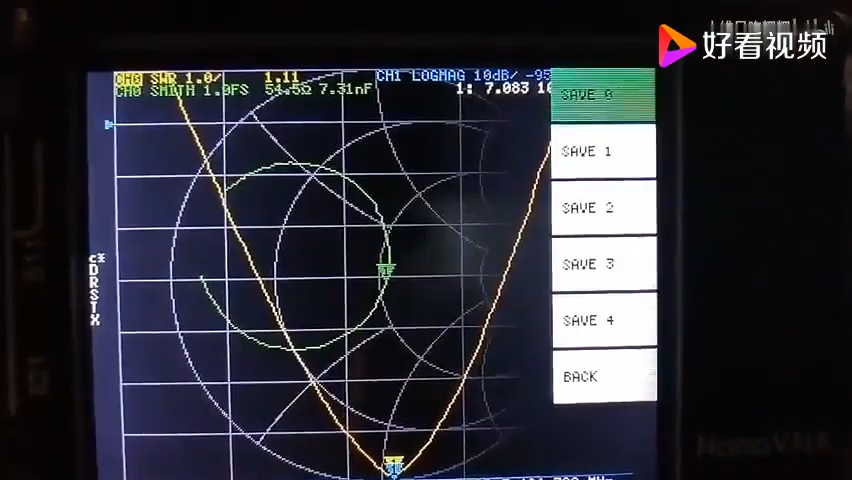 好看视频
CH0 SWR 1.0/ 1.11
CH1 LOGMAG 10dB/ -95
CH0 SMITH 1.0FS 54.5Ω 7.31nF
1: 7.083
SAVE 0
SAVE 1
SAVE 2
SAVE 3
SAVE 4
BACK
C
D
R
S
T
X
NanoVNA